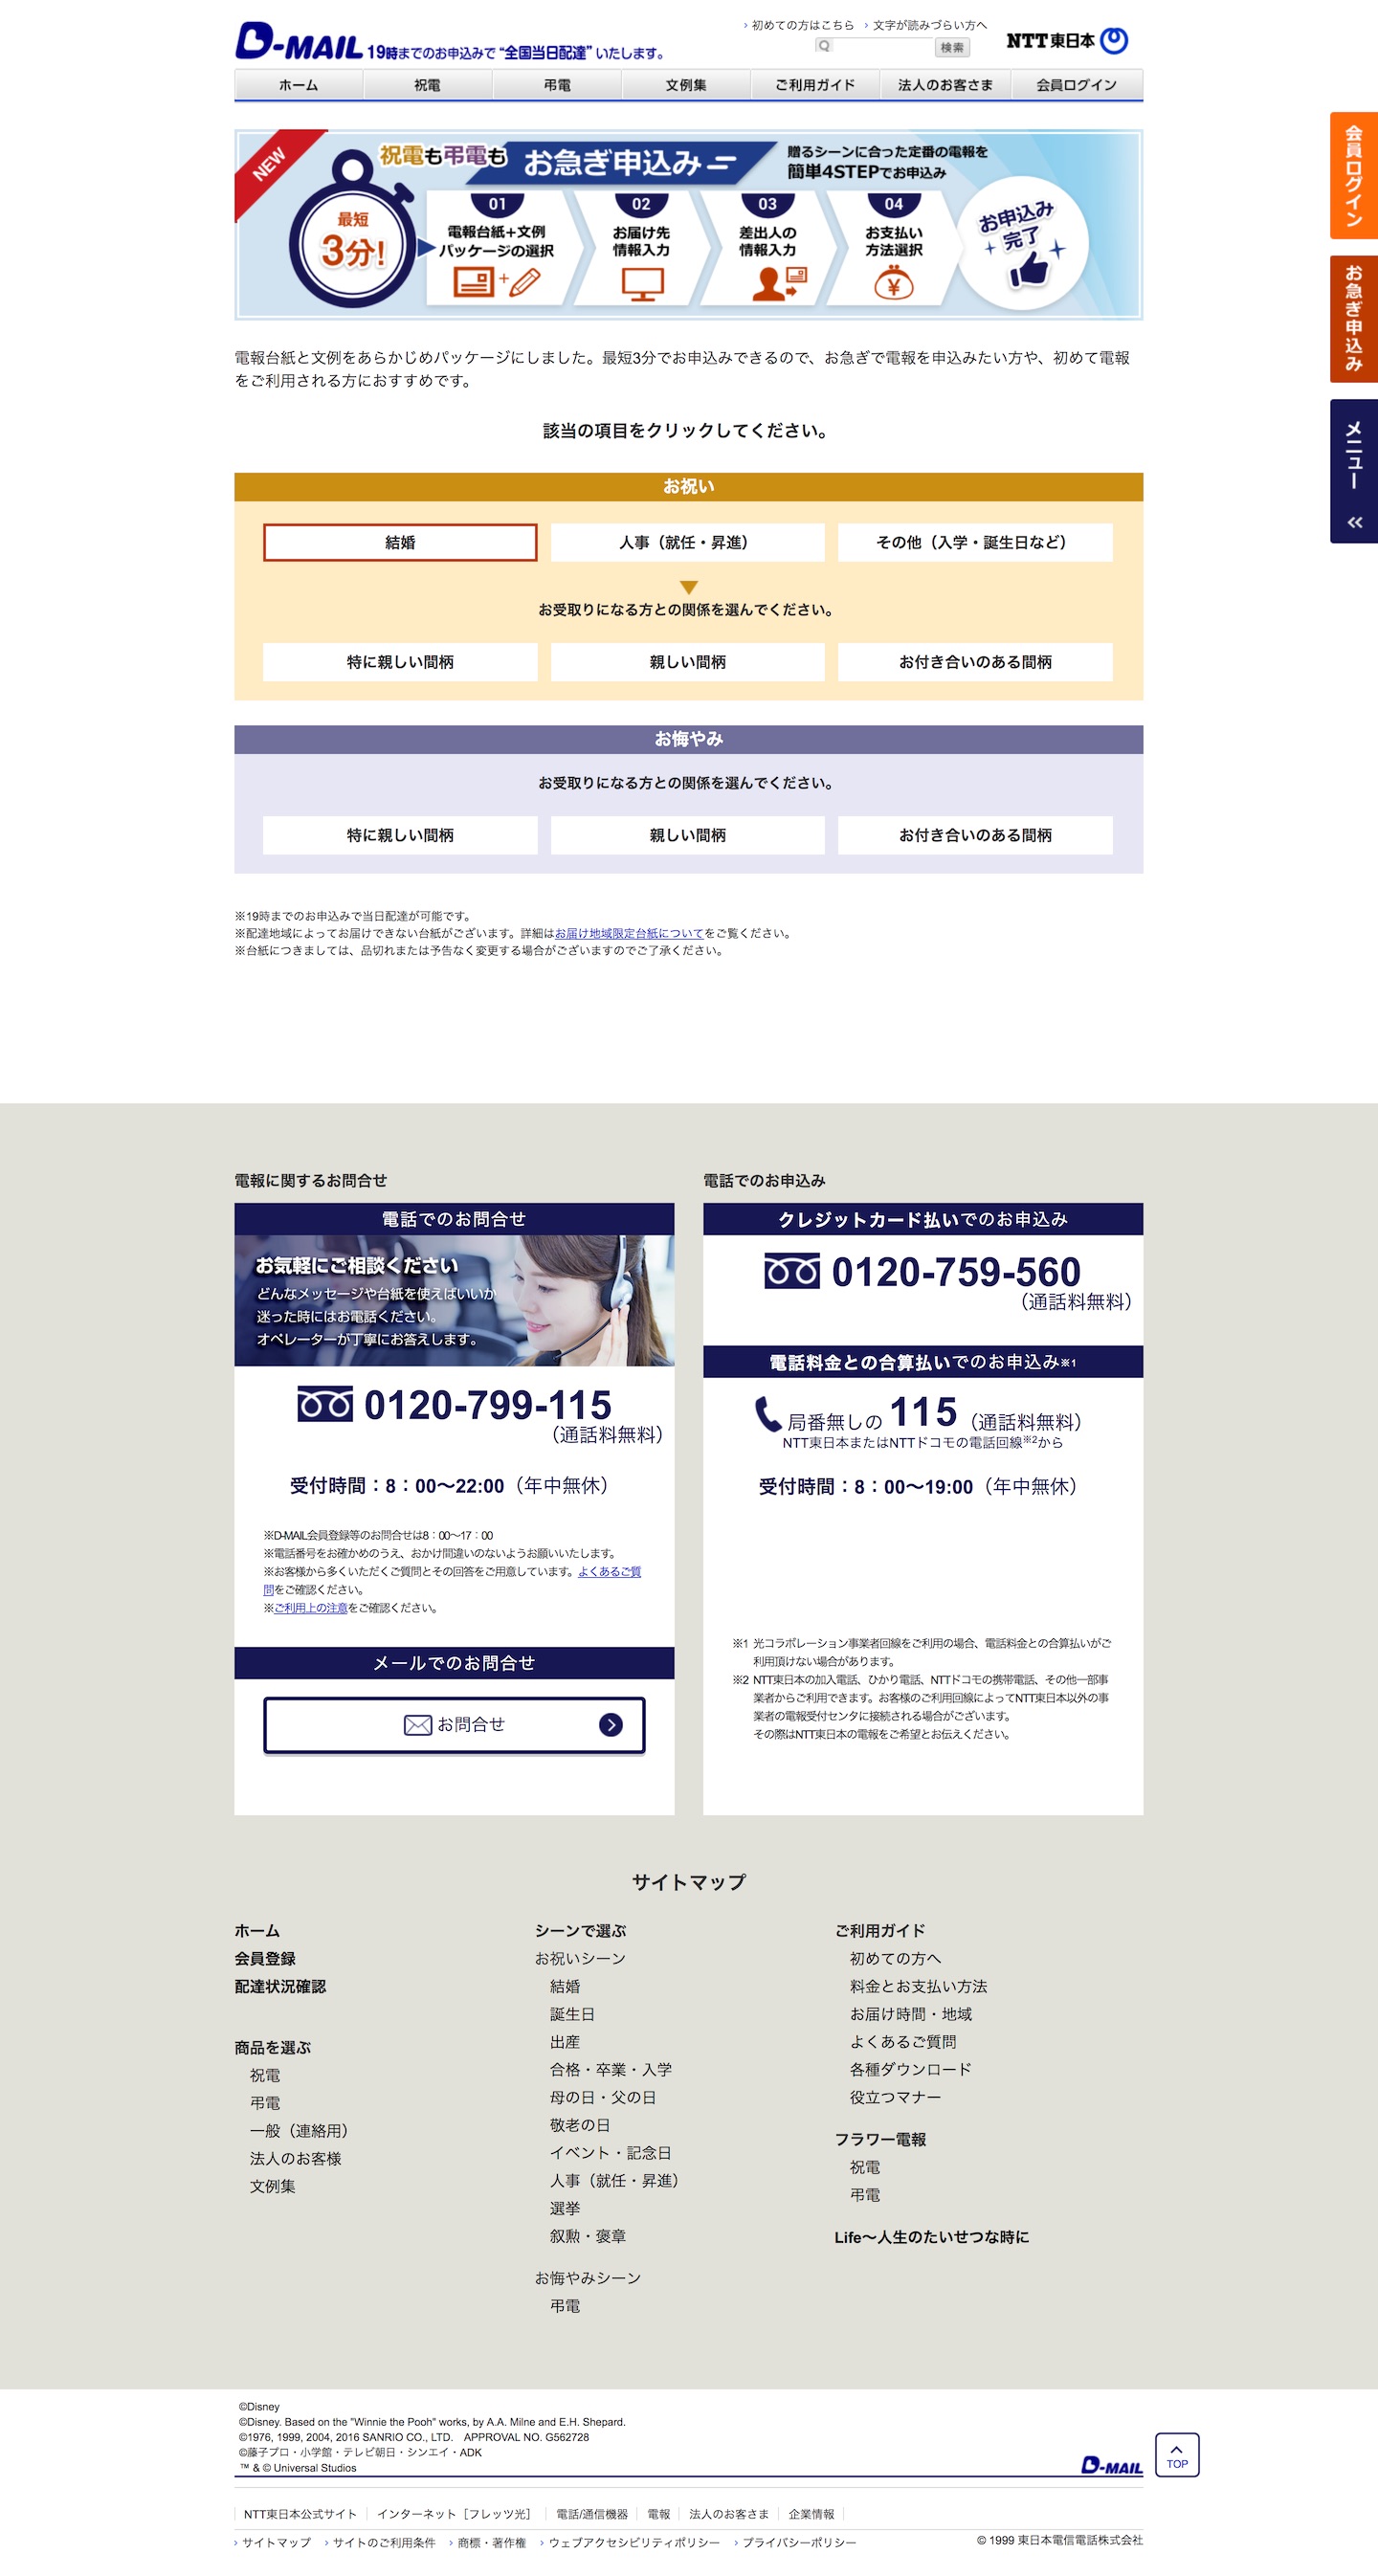 D-MAIL 19時までのお申込みで“全国当日配達”いたします。
初めての方はこちら 文字が読みづらい方へ
検索
NTT東日本
ホーム 祝電 弔電 文例集 ご利用ガイド 法人のお客さま 会員ログイン
会員ログイン
お急ぎ申込み
メニュー
NEW
祝電も弔電も お急ぎ申込み
贈るシーンに合った定番の電報を
簡単4STEPでお申込み
最短
3分!
01
電報台紙+文例
パッケージの選択
02
お届け先
情報入力
03
差出人の
情報入力
04
お支払い
方法選択
お申込み
完了
電報台紙と文例をあらかじめパッケージにしました。最短3分でお申込みできるので、お急ぎで電報を申込みたい方や、初めて電報
をご利用される方におすすめです。
該当の項目をクリックしてください。
お祝い
結婚 人事（就任・昇進） その他（入学・誕生日など）
お受取りになる方との関係を選んでください。
特に親しい間柄 親しい間柄 お付き合いのある間柄
お悔やみ
お受取りになる方との関係を選んでください。
特に親しい間柄 親しい間柄 お付き合いのある間柄
※19時までのお申込みで当日配達が可能です。
※配達地域によってお届けできない台紙がございます。詳細はお届け地域限定台紙についてをご覧ください。
※台紙につきましては、品切れまたは予告なく変更する場合がございますのでご了承ください。
電報に関するお問合せ
電話でのお問合せ
お気軽にご相談ください
どんなメッセージや台紙を使えばいいか
迷った時にはお電話ください。
オペレーターが丁寧にお答えします。
0120-799-115
（通話料無料）
受付時間：8：00〜22:00（年中無休）
※D-MAIL会員登録等のお問合せは8：00〜17：00
※電話番号をお確かめのうえ、おかけ間違いのないようお願いいたします。
※お客様から多くいただくご質問とその回答をご用意しています。よくあるご質
問をご確認ください。
※ご利用上の注意をご確認ください。
メールでのお問合せ
お問合せ
電話でのお申込み
クレジットカード払いでのお申込み
0120-759-560
（通話料無料）
電話料金との合算払いでのお申込み※1
局番無しの 115（通話料無料）
NTT東日本またはNTTドコモの電話回線※2から
受付時間：8：00〜19:00（年中無休）
※1 光コラボレーション事業者回線をご利用の場合、電話料金との合算払いがご
利用頂けない場合があります。
※2 NTT東日本の加入電話、ひかり電話、NTTドコモの携帯電話、その他一部事
業者からご利用できます。お客様のご利用回線によってNTT東日本以外の事
業者の電報受付センタに接続される場合がございます。
その際はNTT東日本の電報をご希望とお伝えください。
サイトマップ
ホーム
会員登録
配達状況確認
商品を選ぶ
祝電
弔電
一般（連絡用）
法人のお客様
文例集
シーンで選ぶ
お祝いシーン
結婚
誕生日
出産
合格・卒業・入学
母の日・父の日
敬老の日
イベント・記念日
人事（就任・昇進）
選挙
叙勲・褒章
お悔やみシーン
弔電
ご利用ガイド
初めての方へ
料金とお支払い方法
お届け時間・地域
よくあるご質問
各種ダウンロード
役立つマナー
フラワー電報
祝電
弔電
Life〜人生のたいせつな時に
©Disney
©Disney. Based on the "Winnie the Pooh" works, by A.A. Milne and E.H. Shepard.
©1976, 1999, 2004, 2016 SANRIO CO., LTD. APPROVAL NO. G562728
©藤子プロ・小学館・テレビ朝日・シンエイ・ADK
™ & © Universal Studios
D-MAIL
TOP
NTT東日本公式サイト インターネット［フレッツ光］ 電話/通信機器 電報 法人のお客さま 企業情報
サイトマップ サイトのご利用条件 商標・著作権 ウェブアクセシビリティポリシー プライバシーポリシー
© 1999 東日本電信電話株式会社